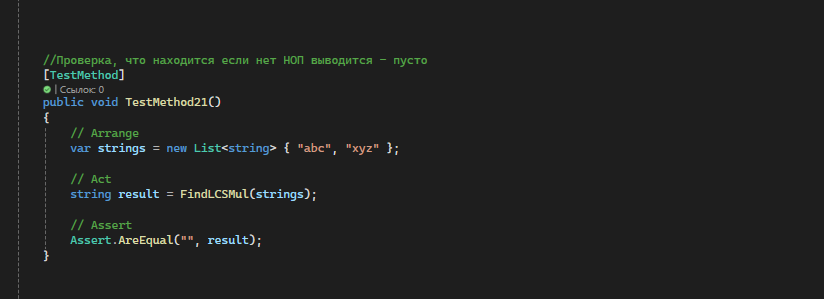 //Проверка, что находится если нет НОП выводится - пусто
[TestMethod]
| Ссылок: 0
public void TestMethod21()
{
// Arrange
var strings = new List<string> { "abc", "xyz" };
// Act
string result = FindLCSMul(strings);
// Assert
Assert.AreEqual("", result);
}